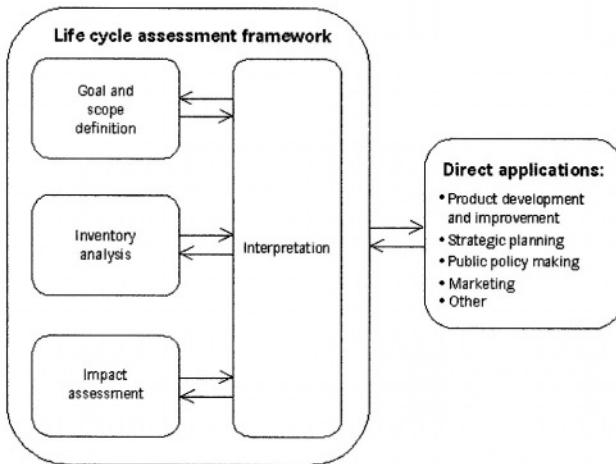 Life cycle assessment framework
Goal and
scope
definition
Inventory
analysis
Impact
assessment
Interpretation
Direct applications:
• Product development
and improvement
• Strategic planning
• Public policy making
• Marketing
• Other